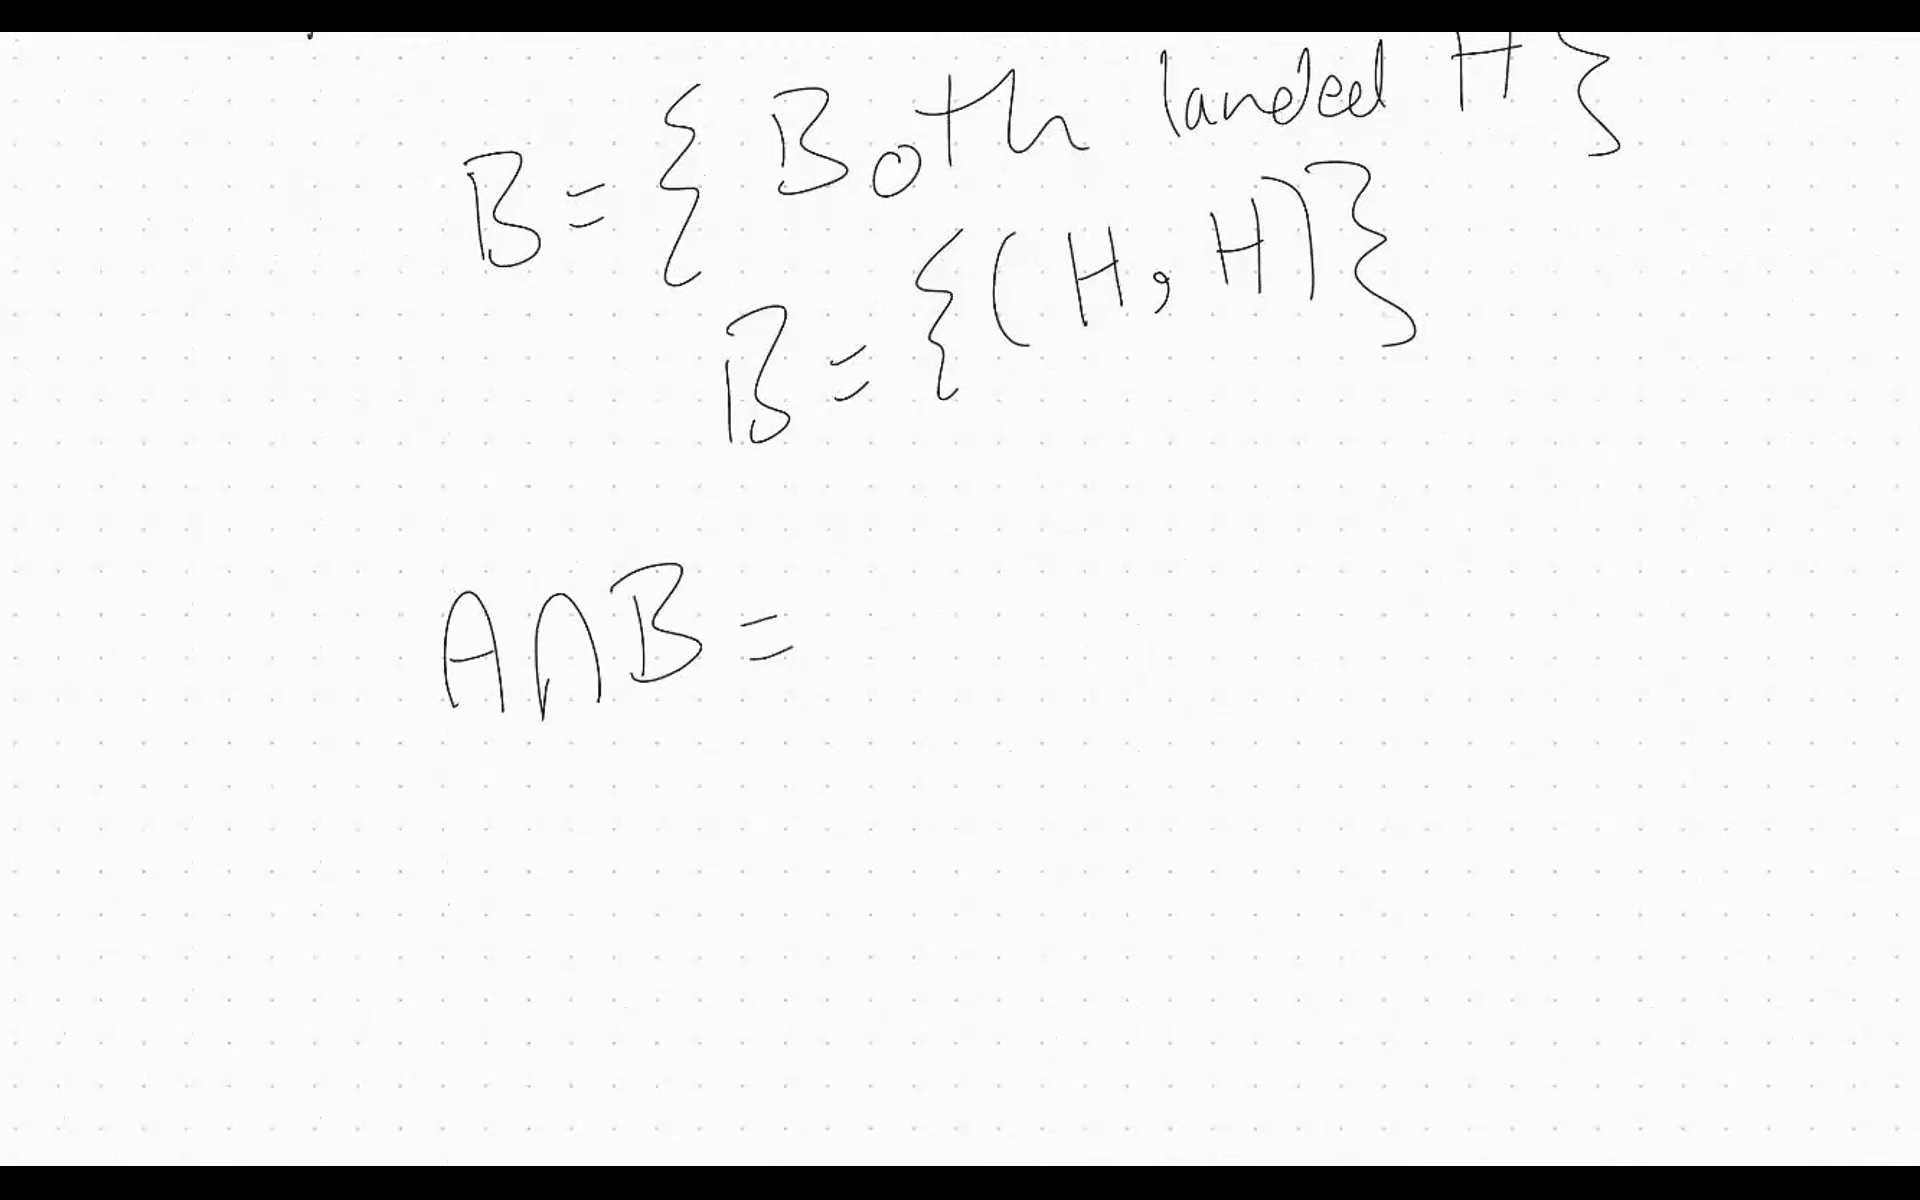 B = { Both landed H }
B = { (H, H) }
A ∩ B =